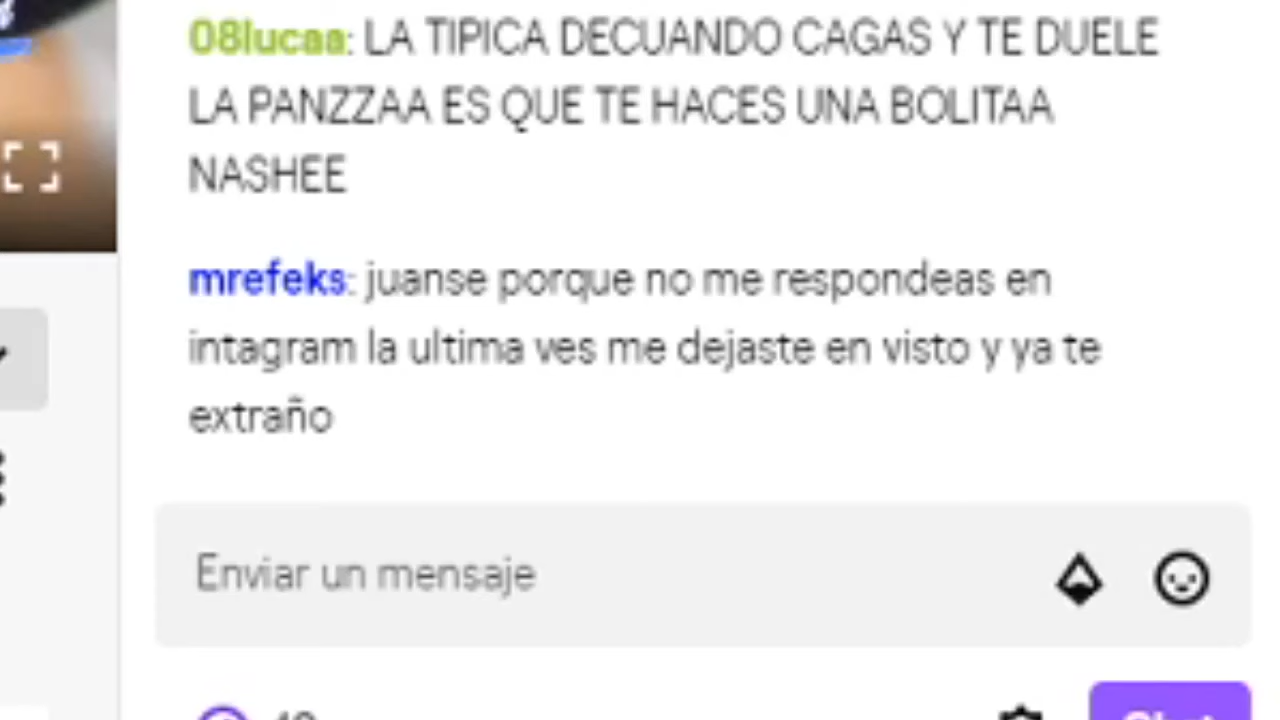 08lucaa: LA TIPICA DECUANDO CAGAS Y TE DUELE
LA PANZZAA ES QUE TE HACES UNA BOLITAA
NASHEE
mrefeks: juanse porque no me respondeas en
intagram la ultima ves me dejaste en visto y ya te
extraño
Enviar un mensaje